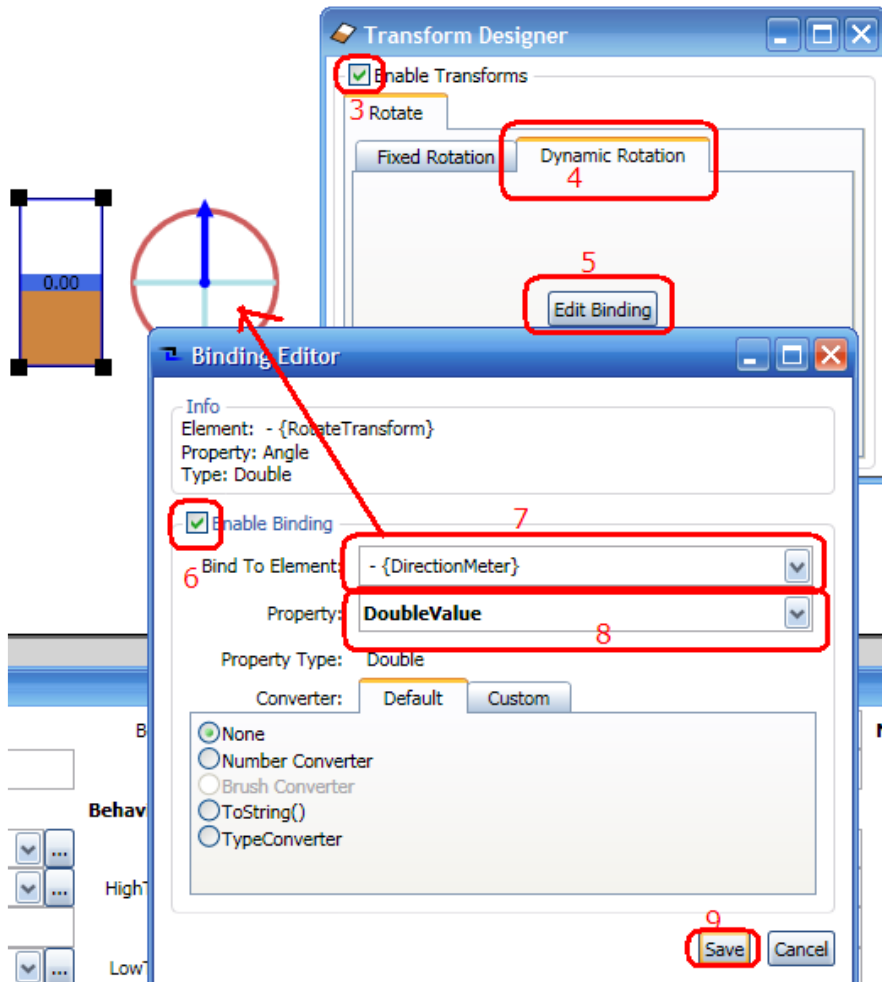 Transform Designer
Enable Transforms
3
Rotate
Fixed Rotation
Dynamic Rotation
4
0.00
5
Edit Binding
Binding Editor
Info
Element: - {RotateTransform}
Property: Angle
Type: Double
6
Enable Binding
7
Bind To Element: - {DirectionMeter}
Property: DoubleValue
8
Property Type: Double
Converter: Default Custom
None
Number Converter
Brush Converter
ToString()
TypeConverter
B
Behav
...
... High
... Low
9
Save Cancel